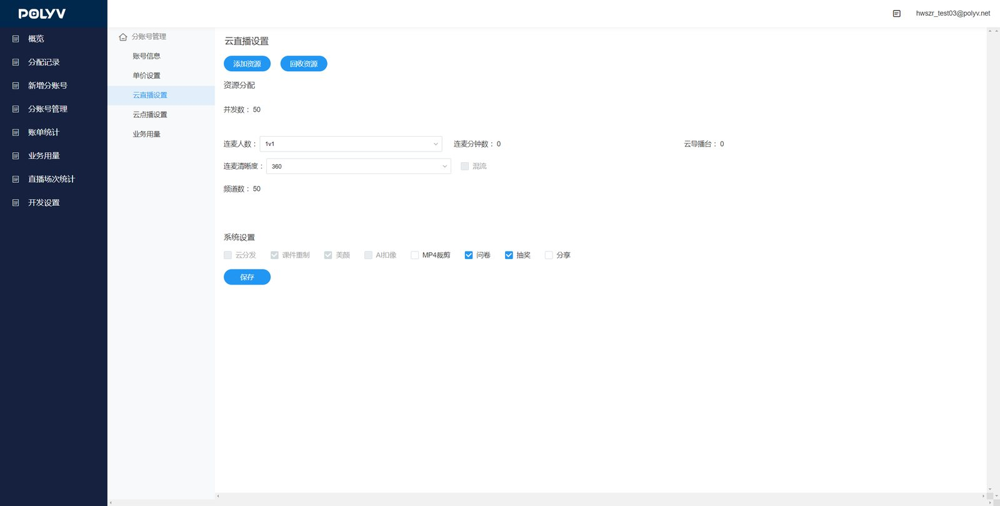 POLYV
hwszr_test03@polyv.net
概览
分配记录
新增分账号
分账号管理
账单统计
业务用量
直播场次统计
开发设置
分账号管理
账号信息
单价设置
云直播设置
云点播设置
业务用量
云直播设置
添加资源 回收资源
资源分配
并发数： 50
连麦人数： 1v1 连麦分钟数： 0 云导播台： 0
连麦清晰度： 360 混流
频道数： 50
系统设置
云分发 课件重制 美颜 AI扣像 MP4裁剪 问卷 抽奖 分享
保存